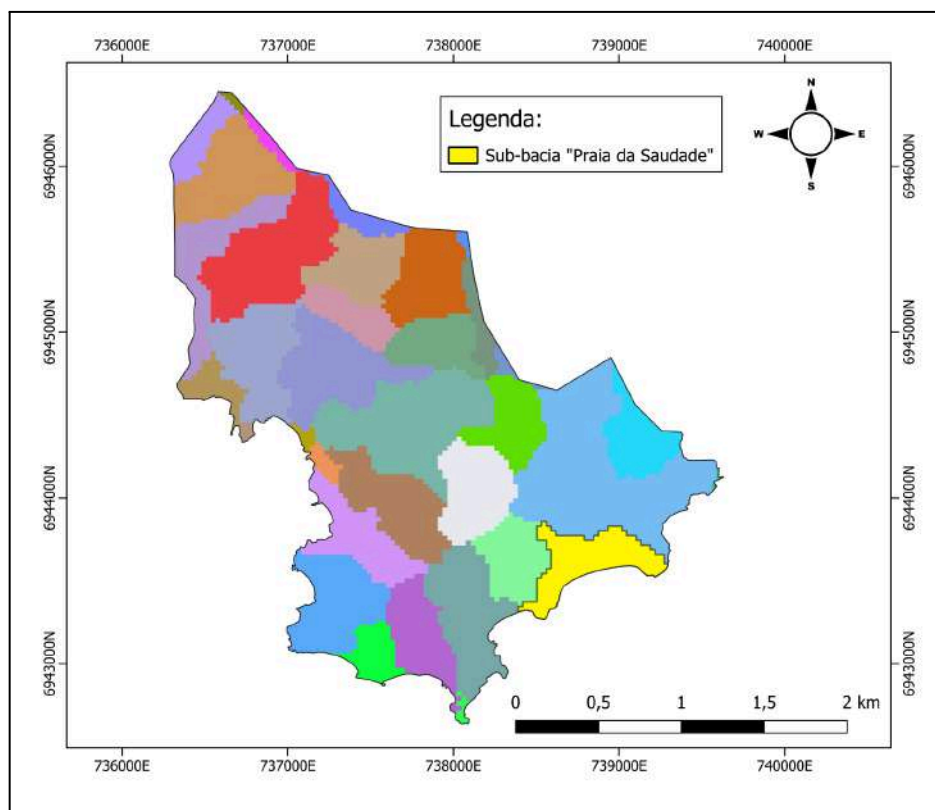 736000E 737000E 738000E 739000E 740000E
Legenda:
Sub-bacia "Praia da Saudade"
N
W E
S
6946000N 6946000N
6945000N 6945000N
6944000N 6944000N
6943000N 6943000N
0 0,5 1 1,5 2 km
736000E 737000E 738000E 739000E 740000E